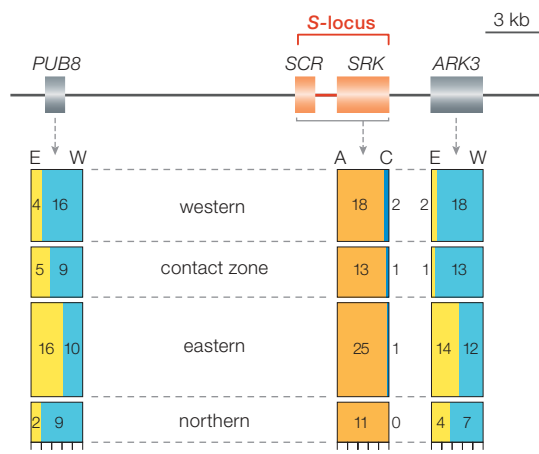 3 kb
S-locus
PUB8 SCR SRK ARK3
E W A C E W
4 16 western 18 2 2 18
5 9 contact zone 13 1 1 13
16 10 eastern 25 1 14 12
2 9 northern 11 0 4 7